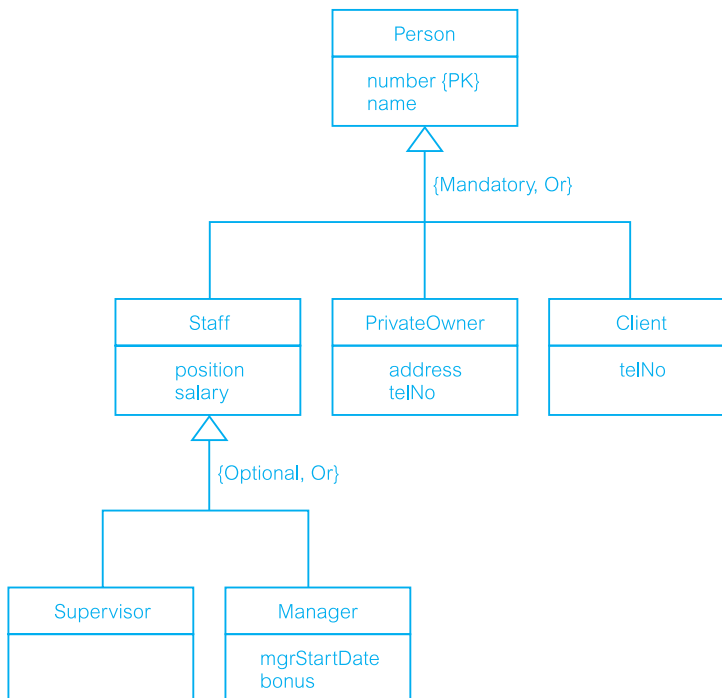 Person
number {PK}
name
{Mandatory, Or}
Staff
PrivateOwner
Client
position
salary
address
telNo
telNo
{Optional, Or}
Supervisor
Manager
mgrStartDate
bonus